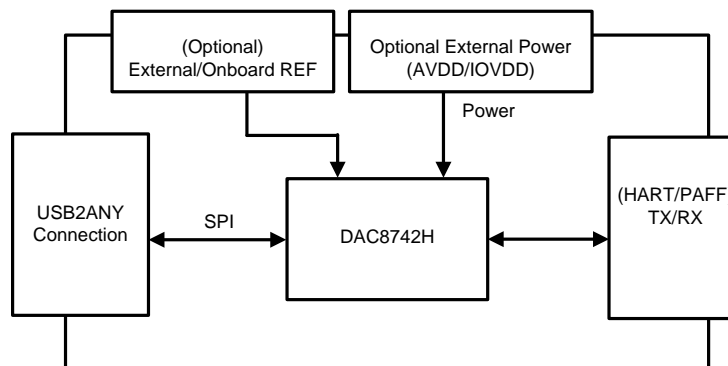 (Optional)
External/Onboard REF
Optional External Power
(AVDD/IOVDD)
Power
USB2ANY
Connection
SPI
DAC8742H
(HART/PAFF
TX/RX